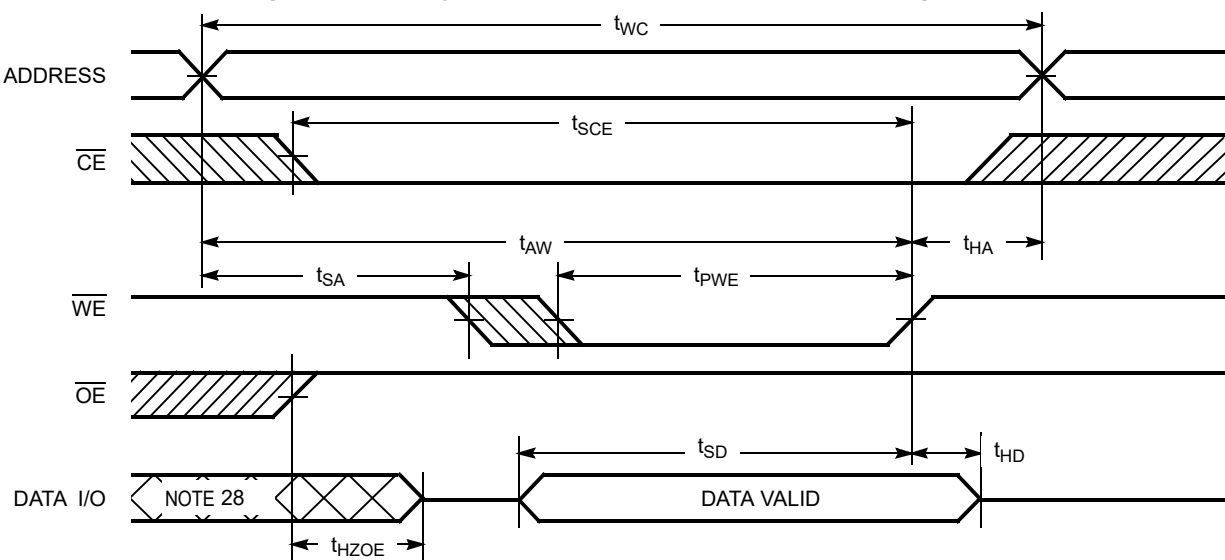 tWC
ADDRESS
tSCE
CE
tAW
tHA
tSA
tPWE
WE
OE
tSD
tHD
DATA I/O
NOTE 28
DATA VALID
tHZOE